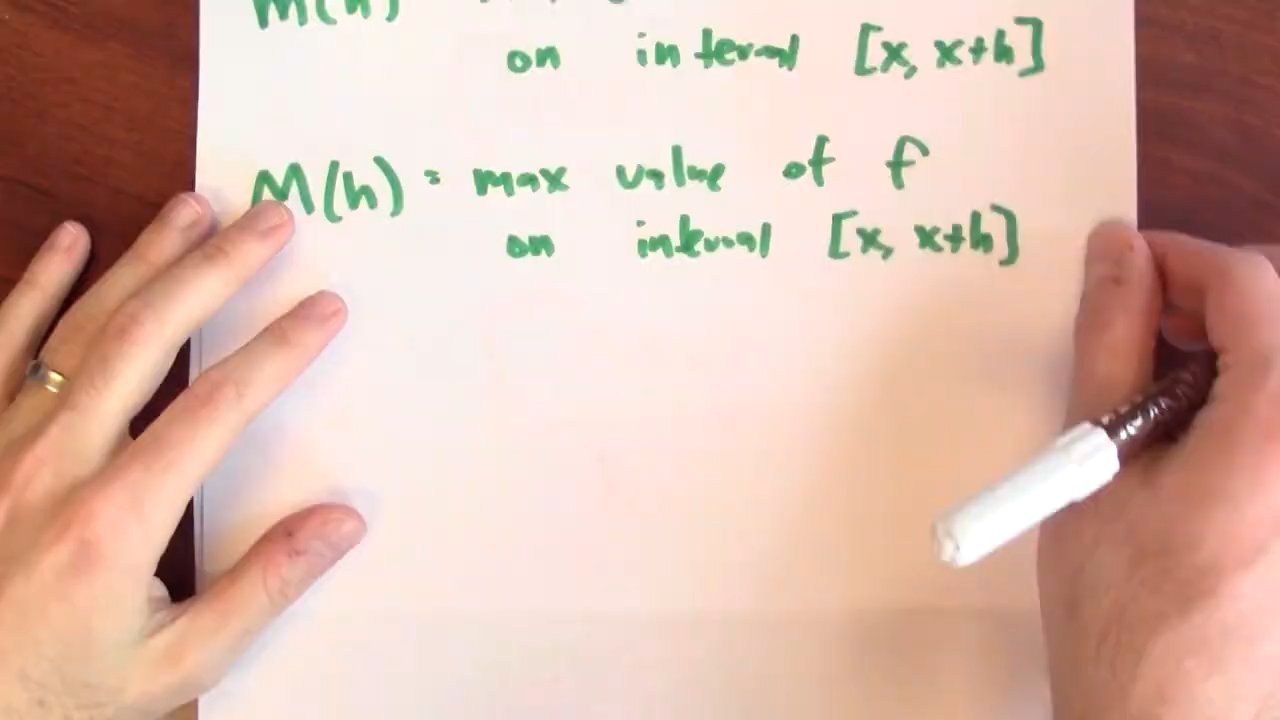 m(h)
on interval [x, x+h]
M(h) = max value of f
on interval [x, x+h]